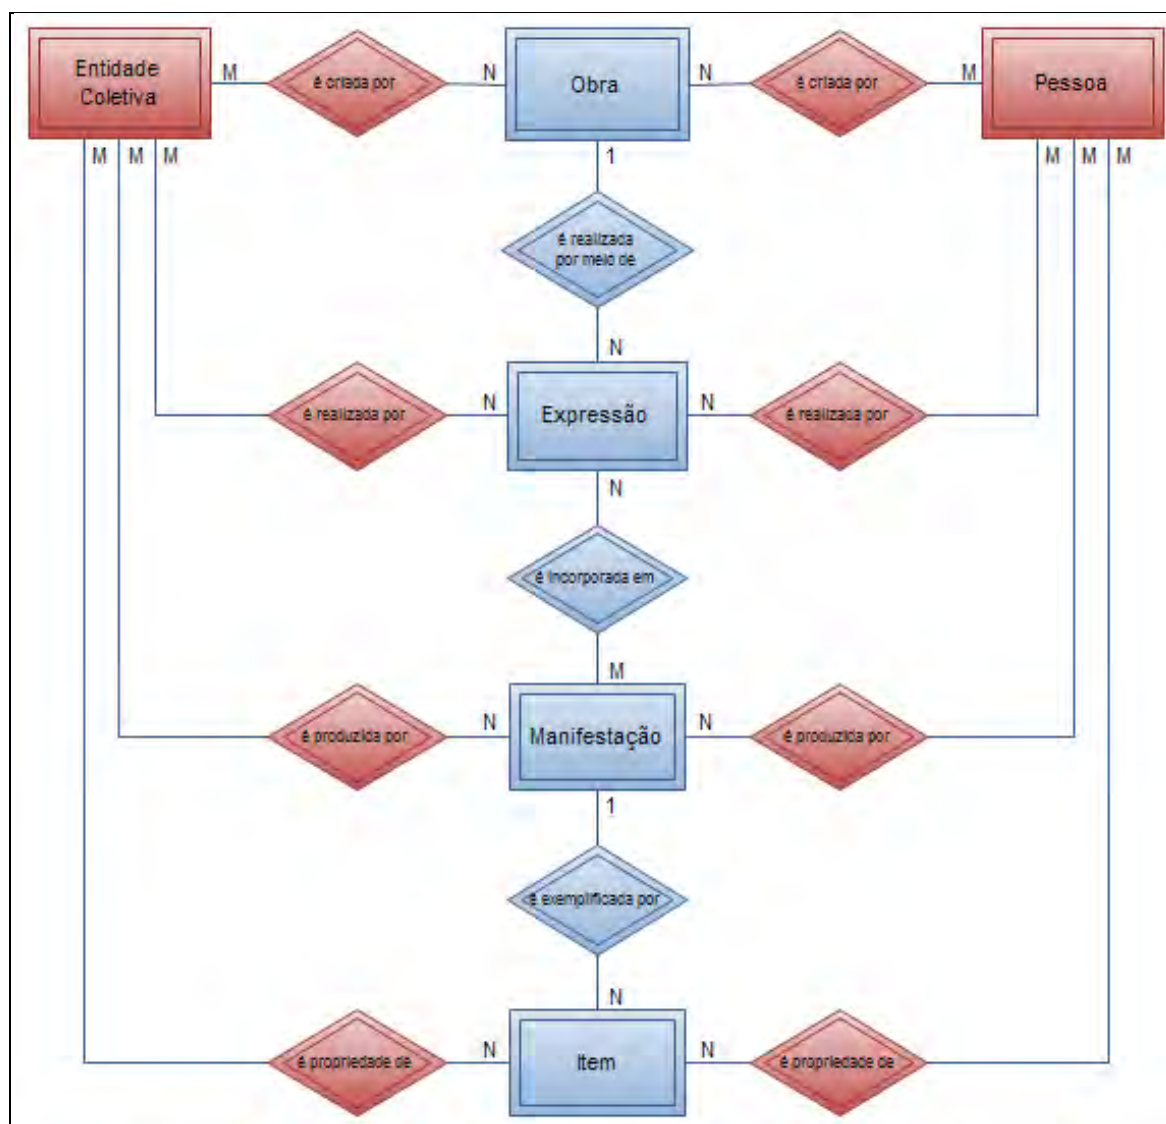 Entidade
Coletiva
M
é criada por
N
Obra
N
é criada por
M
Pessoa
M M M
1
M M M
é realizada
por meio de
N
é realizada por
N
Expressão
N
é realizada por
N
é incorporada em
M
é produzida por
N
Manifestação
N
é produzida por
1
é exemplificada por
N
é propriedade de
N
Item
N
é propriedade de